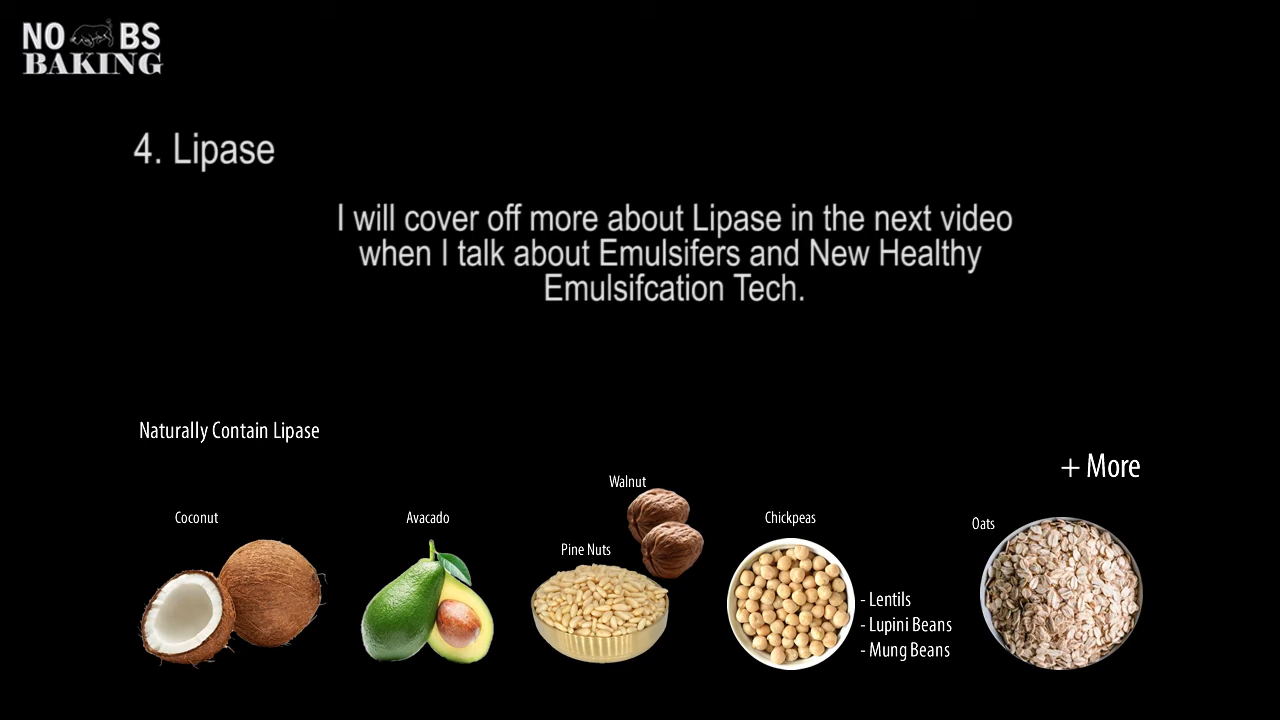 NO BS
BAKING
4. Lipase
I will cover off more about Lipase in the next video
when I talk about Emulsifers and New Healthy
Emulsifcation Tech.
Naturally Contain Lipase
+ More
Walnut
Coconut
Avacado
Chickpeas
Oats
Pine Nuts
- Lentils
- Lupini Beans
- Mung Beans